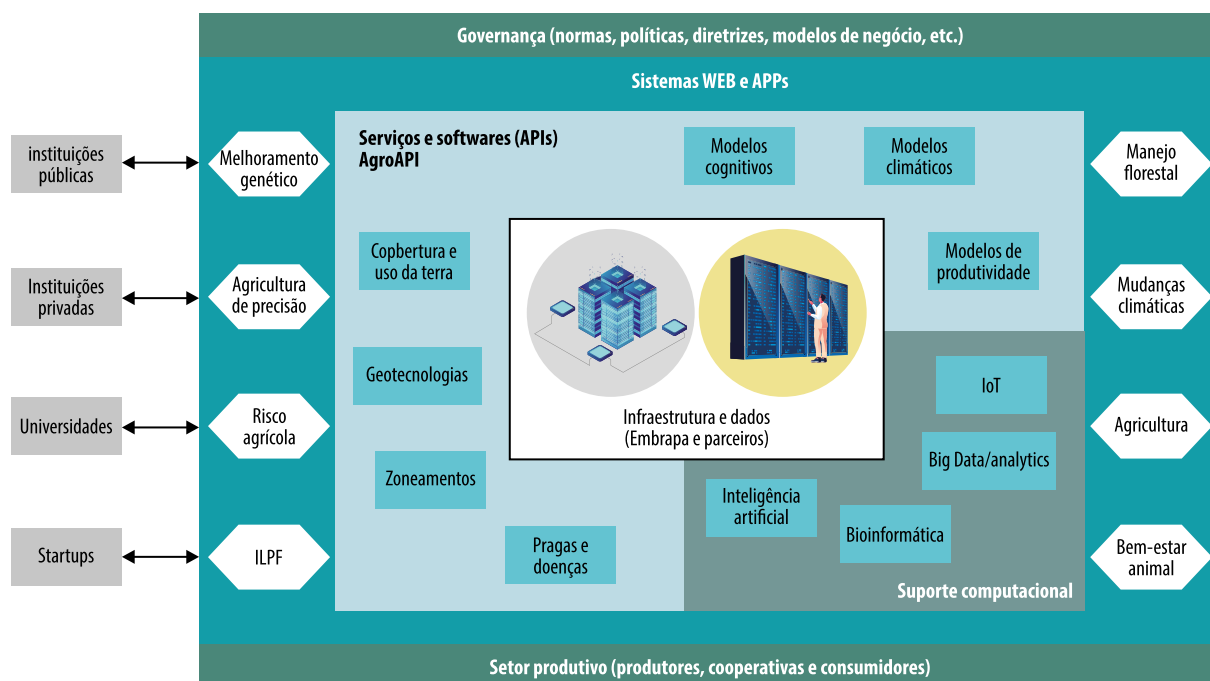 Governança (normas, políticas, diretrizes, modelos de negócio, etc.)
Sistemas WEB e APPs
instituições
públicas
Instituições
privadas
Universidades
Startups
Melhoramento
genético
Agricultura
de precisão
Risco
agrícola
ILPF
Serviços e softwares (APIs)
AgroAPI
Modelos
cognitivos
Modelos
climáticos
Copbertura e
uso da terra
Modelos de
produtividade
Geotecnologias
Zoneamentos
Pragas e
doenças
Infraestrutura e dados
(Embrapa e parceiros)
IoT
Big Data/analytics
Inteligência
artificial
Bioinformática
Suporte computacional
Manejo
florestal
Mudanças
climáticas
Agricultura
Bem-estar
animal
Setor produtivo (produtores, cooperativas e consumidores)